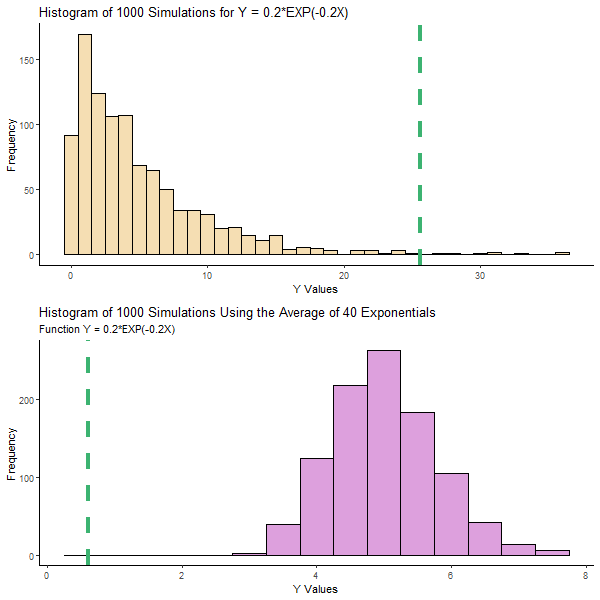 Histogram of 1000 Simulations for Y = 0.2*EXP(-0.2X)
150
100
50
0
Frequency
0 10 20 30
Y Values
Histogram of 1000 Simulations Using the Average of 40 Exponentials
Function Y = 0.2*EXP(-0.2X)
200
100
0
Frequency
0 2 4 6 8
Y Values